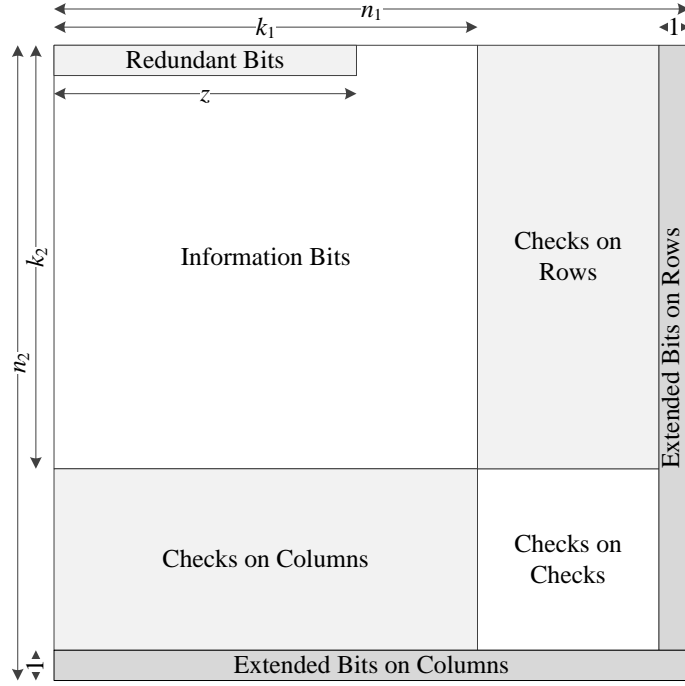 n₁
k₁
1
Redundant Bits
z
Information Bits
k₂
n₂
Checks on
Rows
Extended Bits on Rows
Checks on Columns
Checks on
Checks
1
Extended Bits on Columns